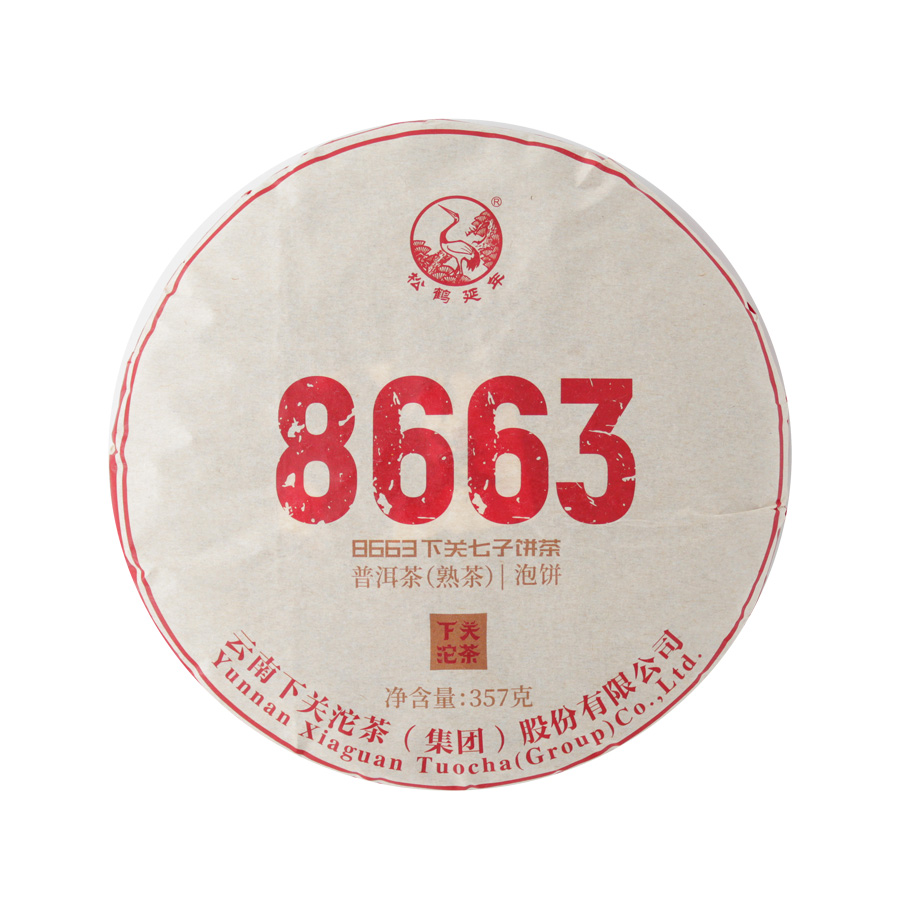 ®
松鹤延年
8663
8663下关七子饼茶
普洱茶(熟茶)|泡饼
下关
沱茶
净含量:357克
云南下关沱茶(集团)股份有限公司
Yunnan Xiaguan Tuocha(Group)Co.,Ltd.